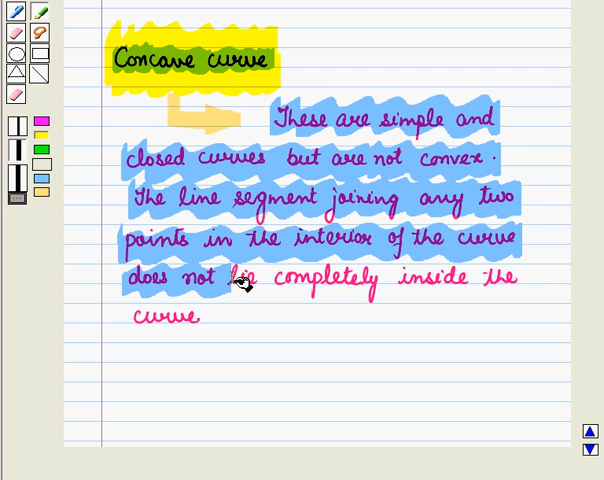 Concave curve
These are simple and
closed curves but are not convex.
The line segment joining any two
points in the interior of the curve
does not lie completely inside the
curve